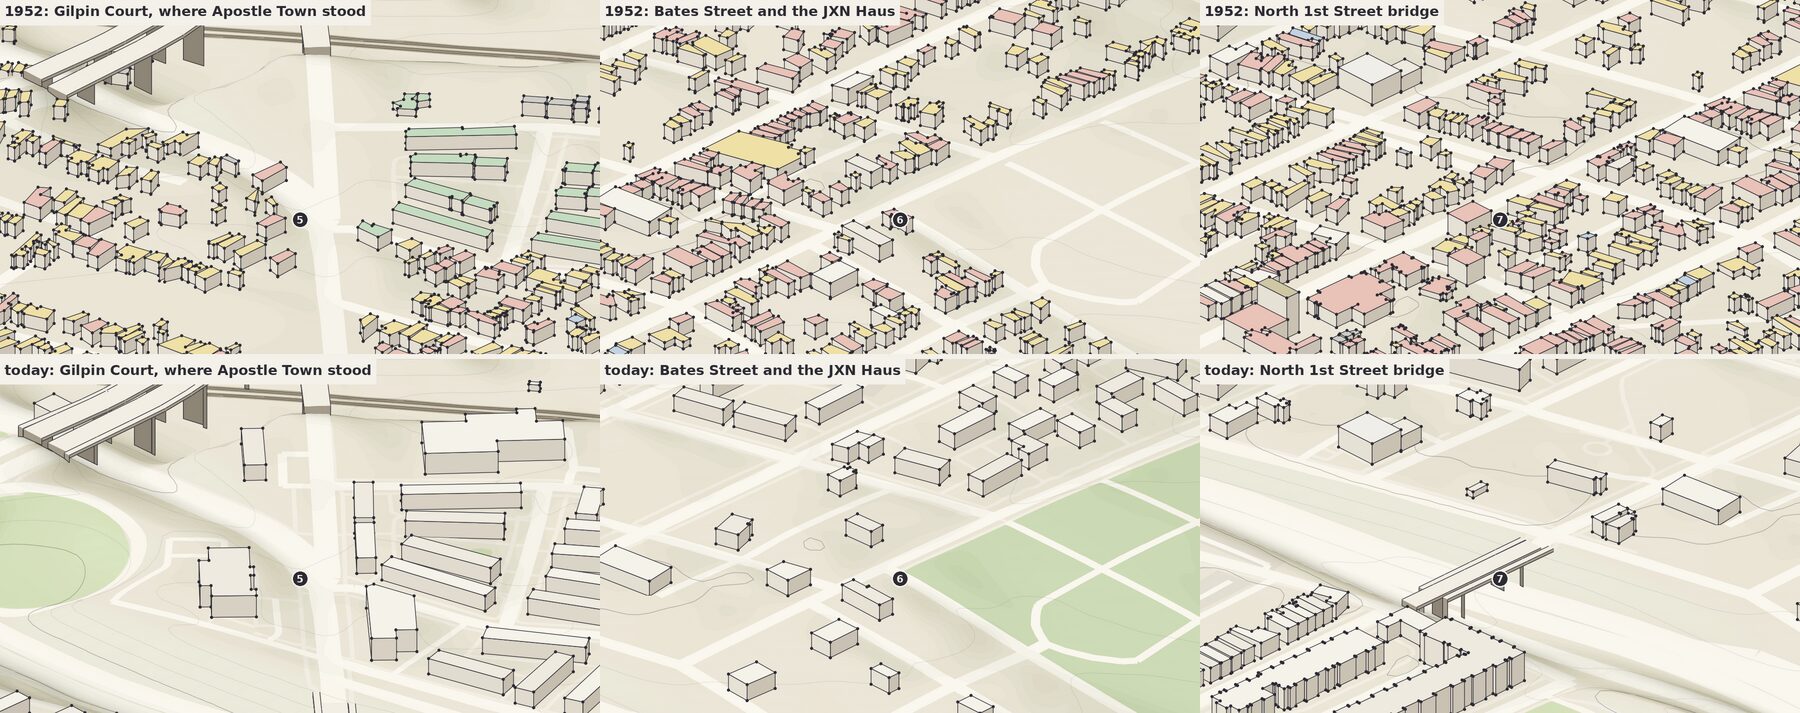 1952: Gilpin Court, where Apostle Town stood
1952: Bates Street and the JXN Haus
1952: North 1st Street bridge
5
6
7
today: Gilpin Court, where Apostle Town stood
today: Bates Street and the JXN Haus
today: North 1st Street bridge
5
6
7